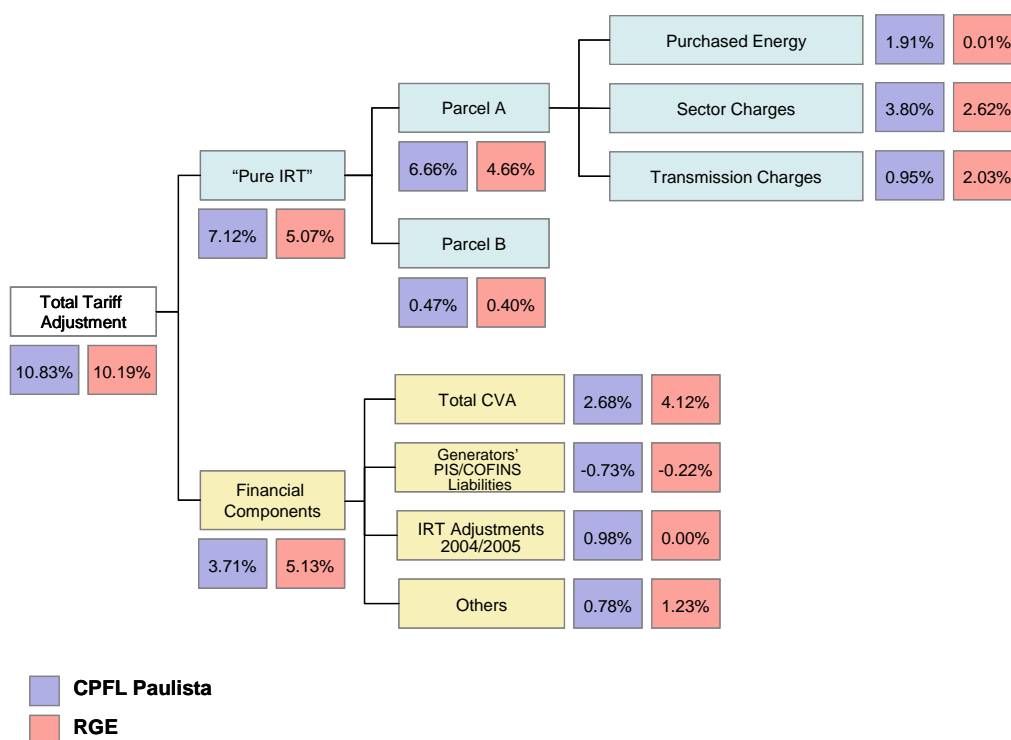 Purchased Energy
1.91%
0.01%
Parcel A
Sector Charges
3.80%
2.62%
6.66%
4.66%
“Pure IRT”
Transmission Charges
0.95%
2.03%
7.12%
5.07%
Parcel B
0.47%
0.40%
Total Tariff
Adjustment
10.83%
10.19%
Total CVA
2.68%
4.12%
Generators’
PIS/COFINS
Liabilities
-0.73%
-0.22%
Financial
Components
3.71%
5.13%
IRT Adjustments
2004/2005
0.98%
0.00%
Others
0.78%
1.23%
CPFL Paulista
RGE